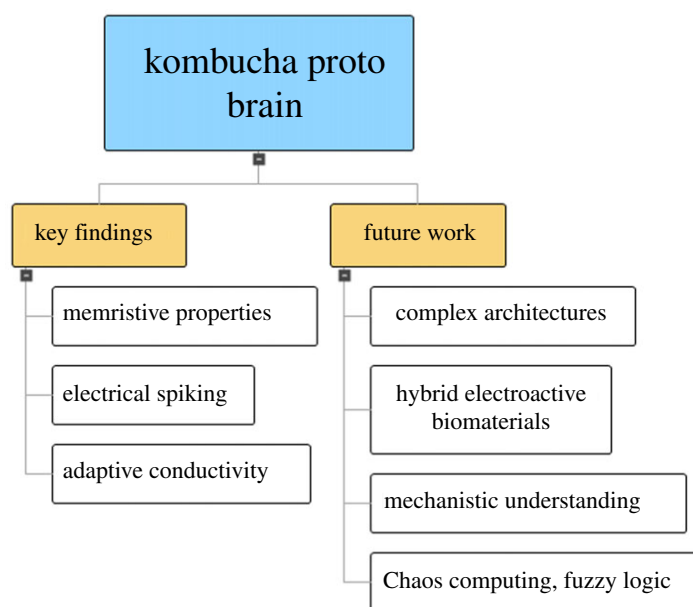 kombucha proto
brain
key findings
future work
memristive properties
complex architectures
electrical spiking
hybrid electroactive
biomaterials
adaptive conductivity
mechanistic understanding
Chaos computing, fuzzy logic